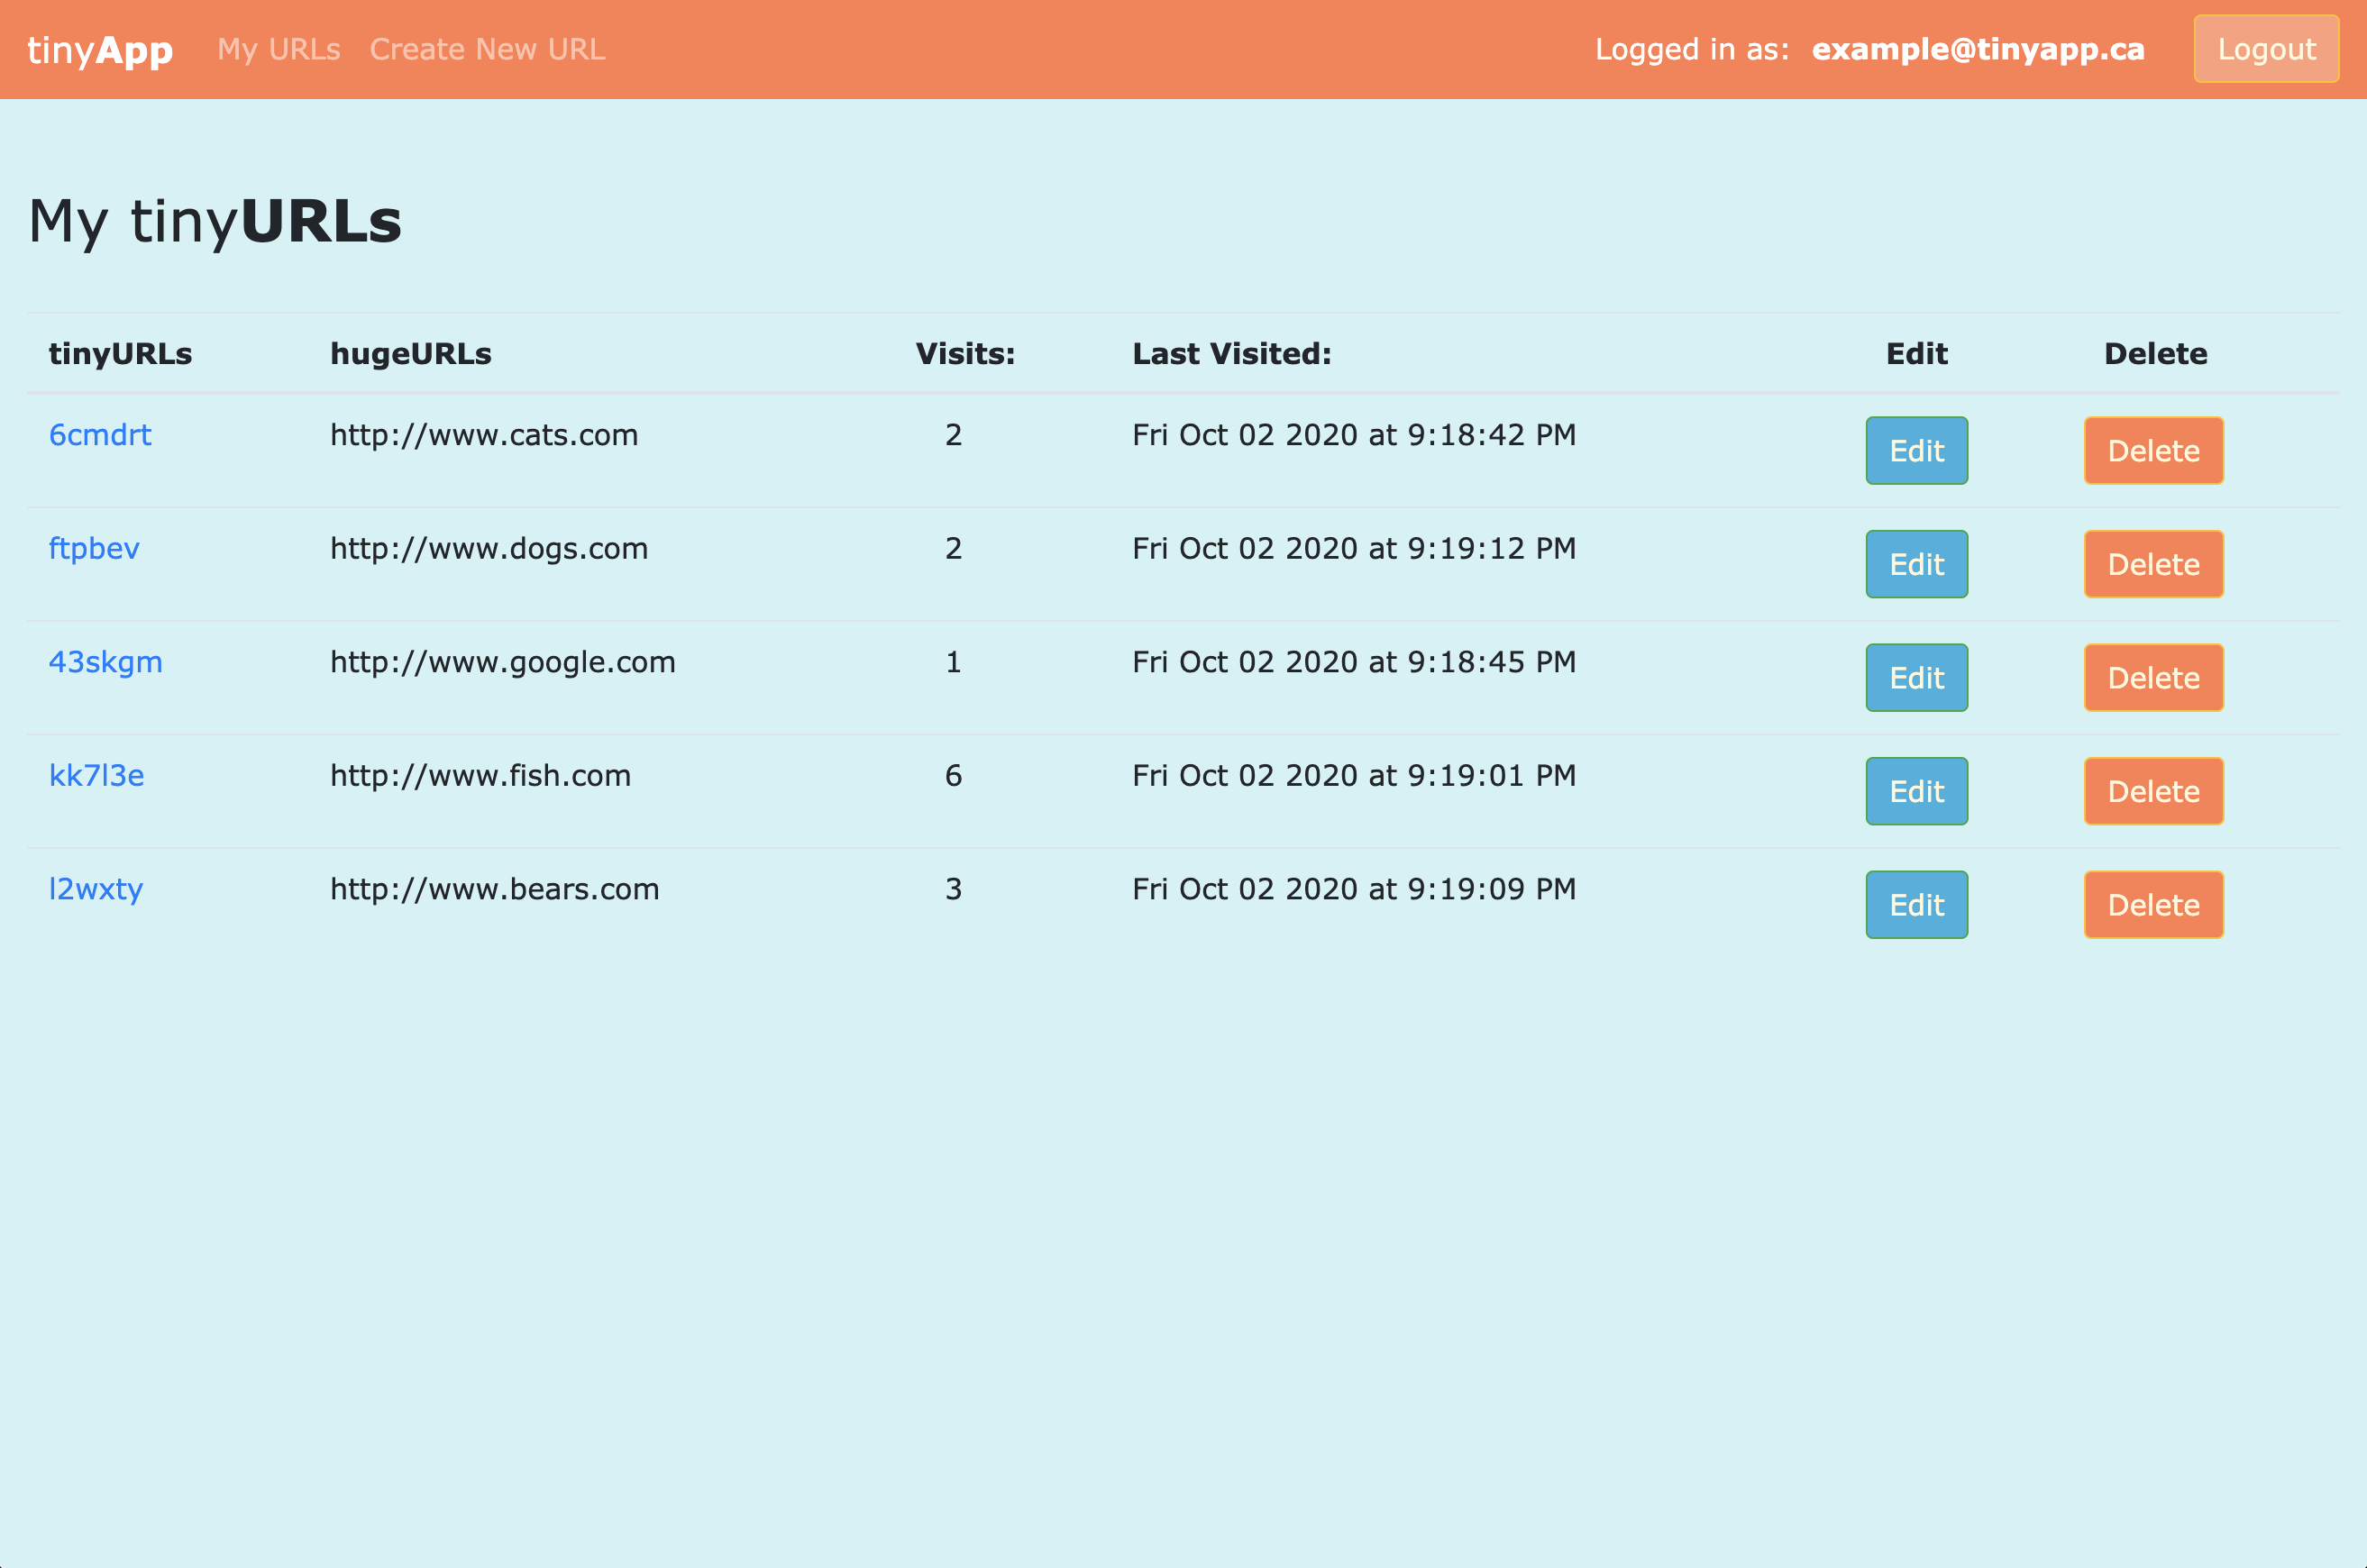 tinyApp My URLs Create New URL Logged in as: example@tinyapp.ca Logout
My tinyURLs
tinyURLs hugeURLs Visits: Last Visited: Edit Delete
6cmdrt http://www.cats.com 2 Fri Oct 02 2020 at 9:18:42 PM Edit Delete
ftpbev http://www.dogs.com 2 Fri Oct 02 2020 at 9:19:12 PM Edit Delete
43skgm http://www.google.com 1 Fri Oct 02 2020 at 9:18:45 PM Edit Delete
kk7l3e http://www.fish.com 6 Fri Oct 02 2020 at 9:19:01 PM Edit Delete
l2wxty http://www.bears.com 3 Fri Oct 02 2020 at 9:19:09 PM Edit Delete